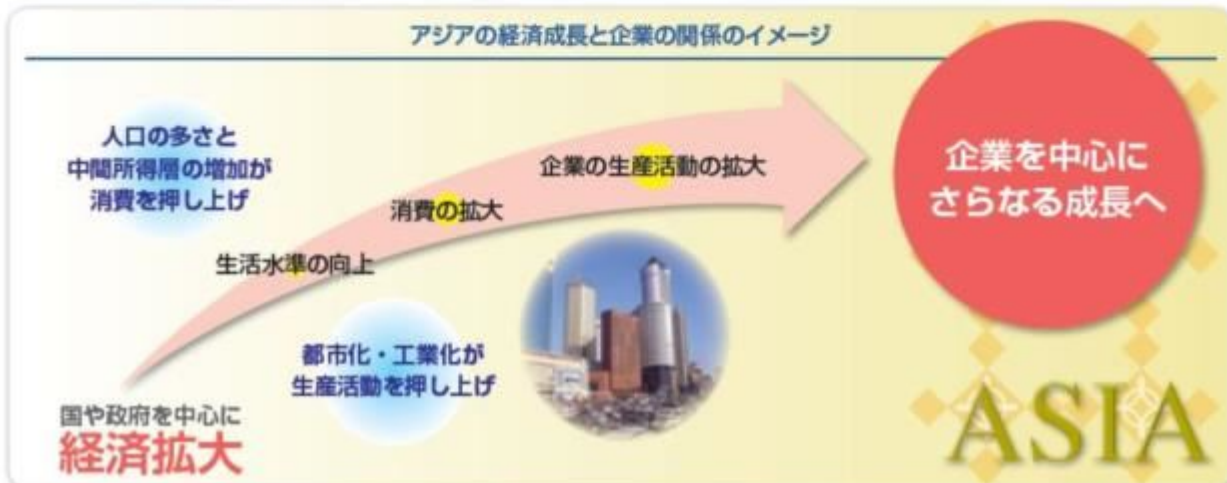 アジアの経済成長と企業の関係のイメージ
人口の多さと
中間所得層の増加が
消費を押し上げ
企業の生産活動の拡大
消費の拡大
生活水準の向上
都市化・工業化が
生産活動を押し上げ
国や政府を中心に
経済拡大
企業を中心に
さらなる成長へ
ASIA